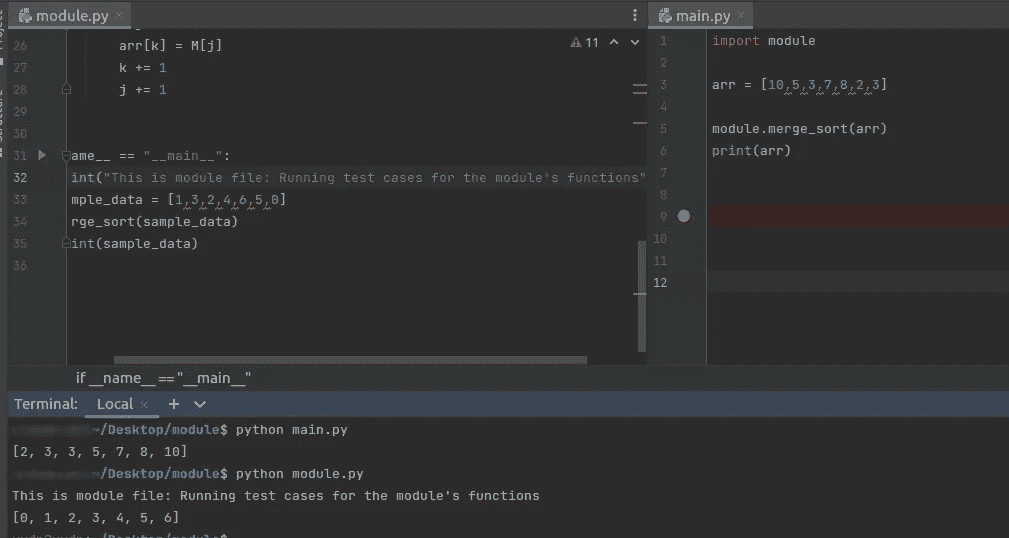 module.py
26 arr[k] = M[j]
27 k += 1
28 j += 1
29
30
31 ame__ == "__main__":
32 int("This is module file: Running test cases for the module's functions"
33 mple_data = [1,3,2,4,6,5,0]
34 rge_sort(sample_data)
35 int(sample_data)
36
11
if __name__ == "__main__"
main.py
1 import module
2
3 arr = [10,5,3,7,8,2,3]
4
5 module.merge_sort(arr)
6 print(arr)
7
8
9
10
11
12
Terminal: Local × +
~/Desktop/module$ python main.py
[2, 3, 3, 5, 7, 8, 10]
~/Desktop/module$ python module.py
This is module file: Running test cases for the module's functions
[0, 1, 2, 3, 4, 5, 6]
~/Desktop/module$